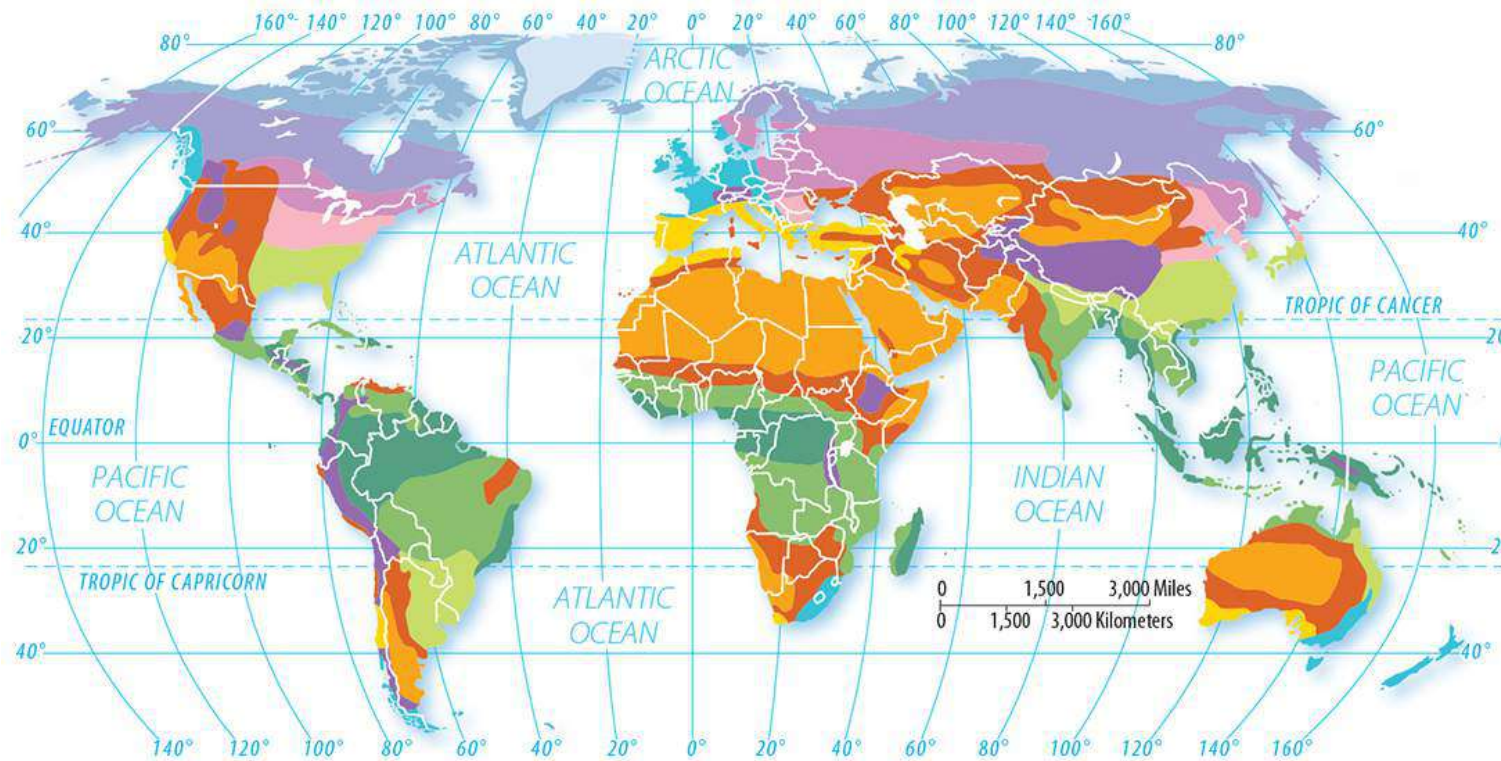 160° 140° 120° 100° 80° 60° 40° 20° 0° 20° 40° 60° 80° 100° 120° 140° 160°
80° 80°
ARCTIC
OCEAN
60° 60°
40° 40°
ATLANTIC
OCEAN
TROPIC OF CANCER
20° 20
PACIFIC
OCEAN
EQUATOR
0° 0°
PACIFIC
OCEAN
INDIAN
OCEAN
20° 2
TROPIC OF CAPRICORN
ATLANTIC
OCEAN
0 1,500 3,000 Miles
0 1,500 3,000 Kilometers
40° 40°
140° 120° 100° 80° 60° 40° 20° 0° 20° 40° 60° 80° 100° 120° 140° 160°